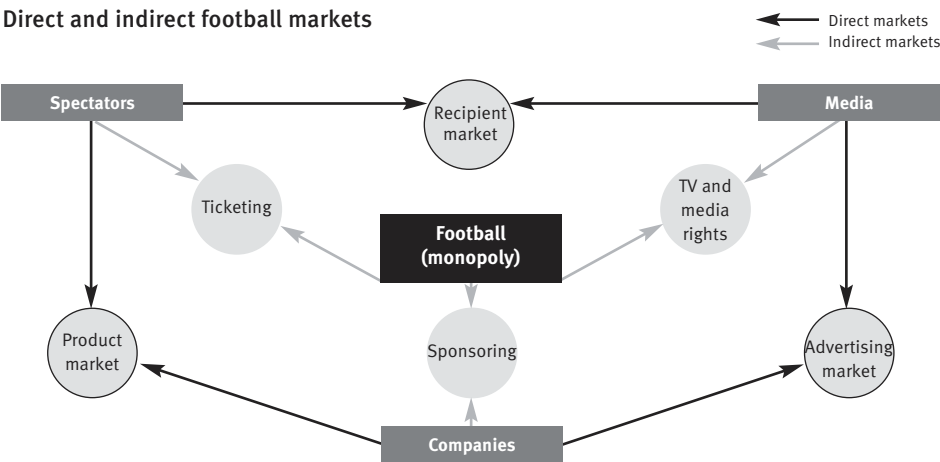 Direct and indirect football markets
Direct markets
Indirect markets
Spectators
Media
Recipient
market
Ticketing
TV and
media
rights
Football
(monopoly)
Product
market
Sponsoring
Advertising
market
Companies